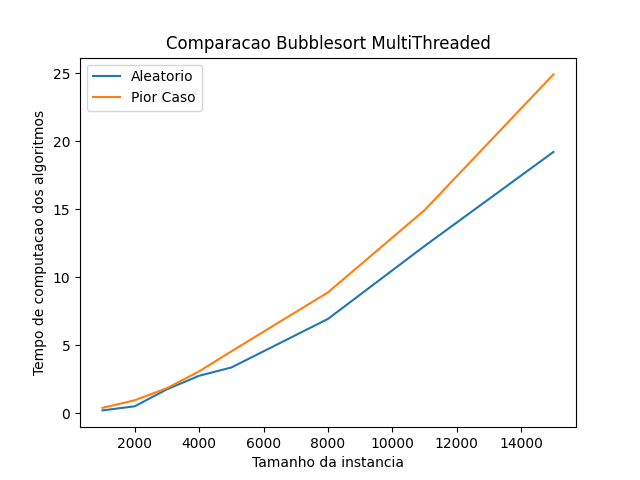 Comparacao Bubblesort MultiThreaded
Aleatorio
Pior Caso
Tempo de computacao dos algoritmos
25
20
15
10
5
0
2000 4000 6000 8000 10000 12000 14000
Tamanho da instancia